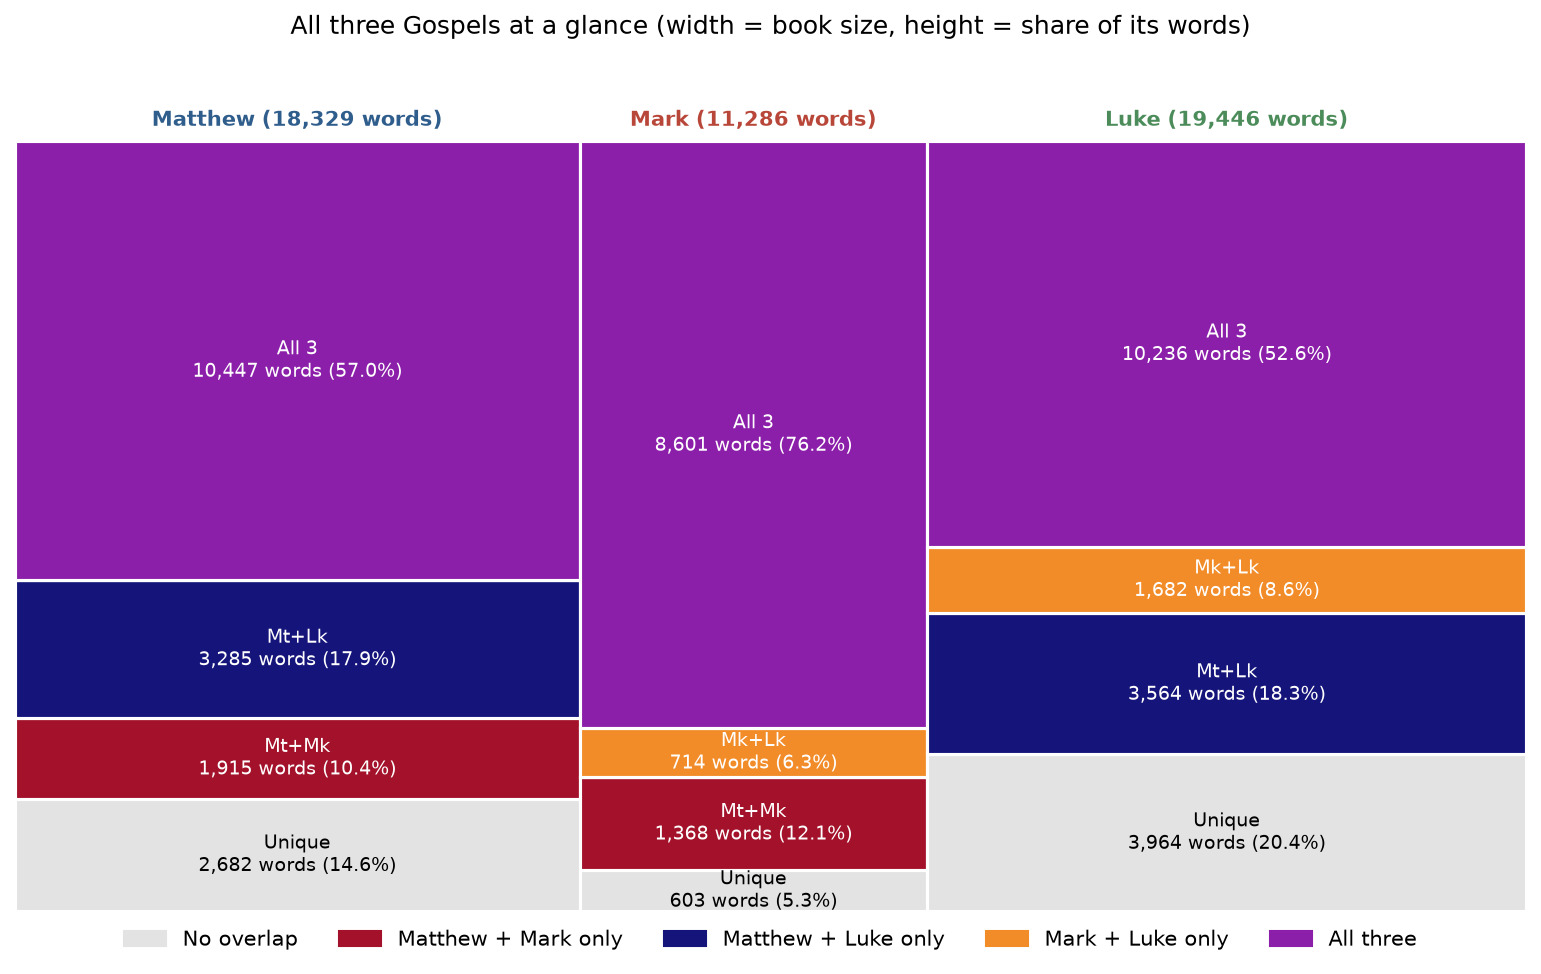 All three Gospels at a glance (width = book size, height = share of its words)
Matthew (18,329 words)
Mark (11,286 words)
Luke (19,446 words)
All 3
10,447 words (57.0%)
Mt+Lk
3,285 words (17.9%)
Mt+Mk
1,915 words (10.4%)
Unique
2,682 words (14.6%)
All 3
8,601 words (76.2%)
Mk+Lk
714 words (6.3%)
Mt+Mk
1,368 words (12.1%)
Unique
603 words (5.3%)
All 3
10,236 words (52.6%)
Mk+Lk
1,682 words (8.6%)
Mt+Lk
3,564 words (18.3%)
Unique
3,964 words (20.4%)
No overlap
Matthew + Mark only
Matthew + Luke only
Mark + Luke only
All three